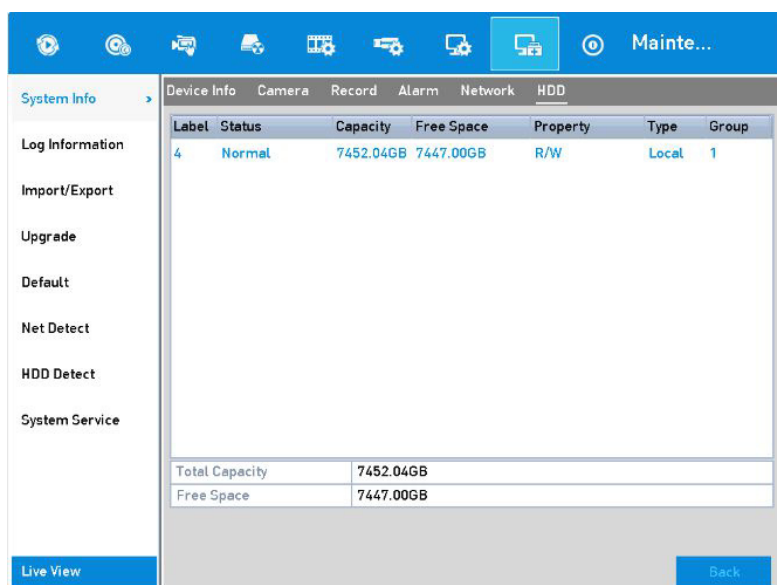 Mainte...
System Info >
Device Info Camera Record Alarm Network HDD
Label Status Capacity Free Space Property Type Group
4 Normal 7452.04GB 7447.00GB R/W Local 1
Log Information
Import/Export
Upgrade
Default
Net Detect
HDD Detect
System Service
Total Capacity 7452.04GB
Free Space 7447.00GB
Live View
Back